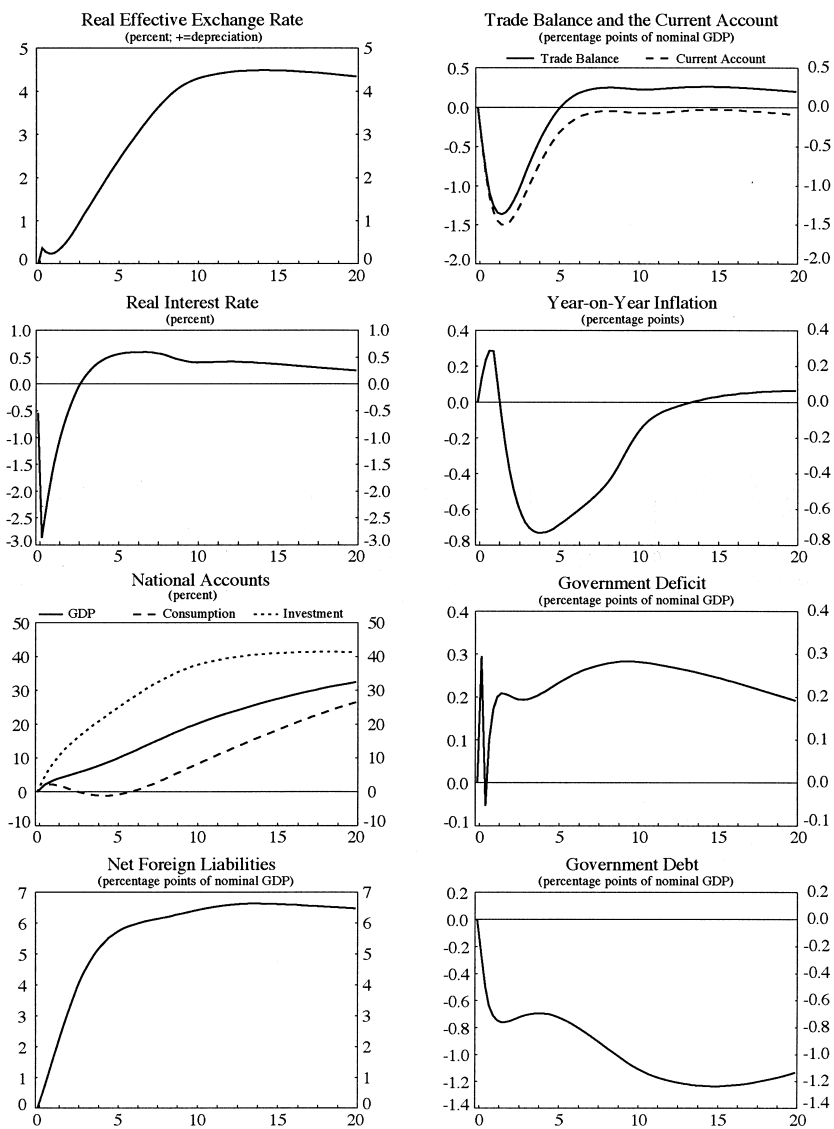 Real Effective Exchange Rate
(percent; +=depreciation)
5 5
4 4
3 3
2 2
1 1
0 0
0 5 10 15 20
Trade Balance and the Current Account
(percentage points of nominal GDP)
Trade Balance Current Account
0.5 0.5
0.0 0.0
-0.5 -0.5
-1.0 -1.0
-1.5 -1.5
-2.0 -2.0
0 5 10 15 20
Real Interest Rate
(percent)
1.0 1.0
0.5 0.5
0.0 0.0
-0.5 -0.5
-1.0 -1.0
-1.5 -1.5
-2.0 -2.0
-2.5 -2.5
-3.0 -3.0
0 5 10 15 20
Year-on-Year Inflation
(percentage points)
0.4 0.4
0.2 0.2
0.0 0.0
-0.2 -0.2
-0.4 -0.4
-0.6 -0.6
-0.8 -0.8
0 5 10 15 20
National Accounts
(percent)
GDP Consumption Investment
50 50
40 40
30 30
20 20
10 10
0 0
-10 -10
0 5 10 15 20
Government Deficit
(percentage points of nominal GDP)
0.4 0.4
0.3 0.3
0.2 0.2
0.1 0.1
0.0 0.0
-0.1 -0.1
0 5 10 15 20
Net Foreign Liabilities
(percentage points of nominal GDP)
7 7
6 6
5 5
4 4
3 3
2 2
1 1
0 0
0 5 10 15 20
Government Debt
(percentage points of nominal GDP)
0.2 0.2
0.0 0.0
-0.2 -0.2
-0.4 -0.4
-0.6 -0.6
-0.8 -0.8
-1.0 -1.0
-1.2 -1.2
-1.4 -1.4
0 5 10 15 20